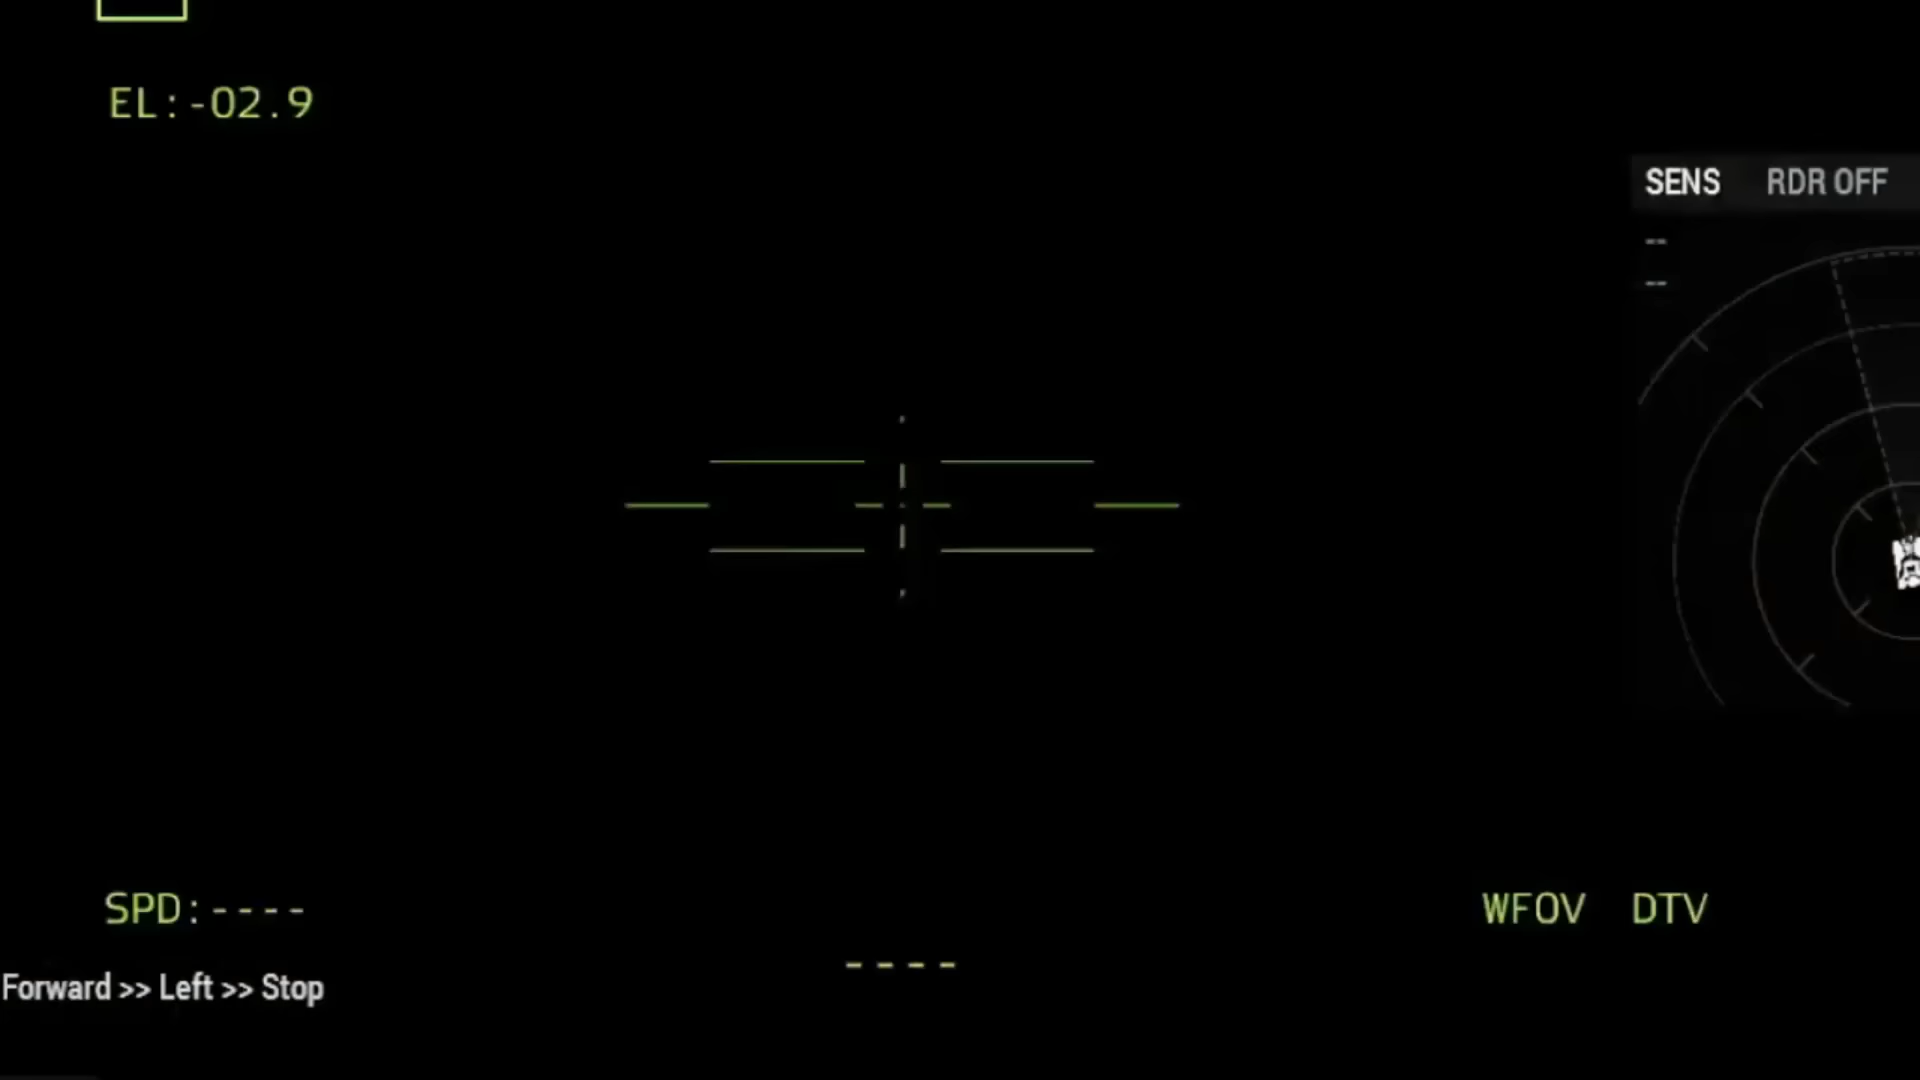 EL:-02.9
SENS RDR OFF
--
--
SPD:----
WFOV DTV
----
Forward >> Left >> Stop